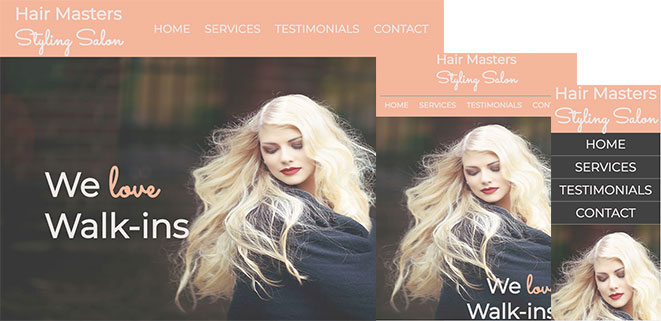 Hair Masters
Styling Salon
HOME SERVICES TESTIMONIALS CONTACT
We love
Walk-ins
Hair Masters
Styling Salon
HOME SERVICES TESTIMONIALS CON
We lov
Walk-ins
Hair Masters
Styling Salon
HOME
SERVICES
TESTIMONIALS
CONTACT